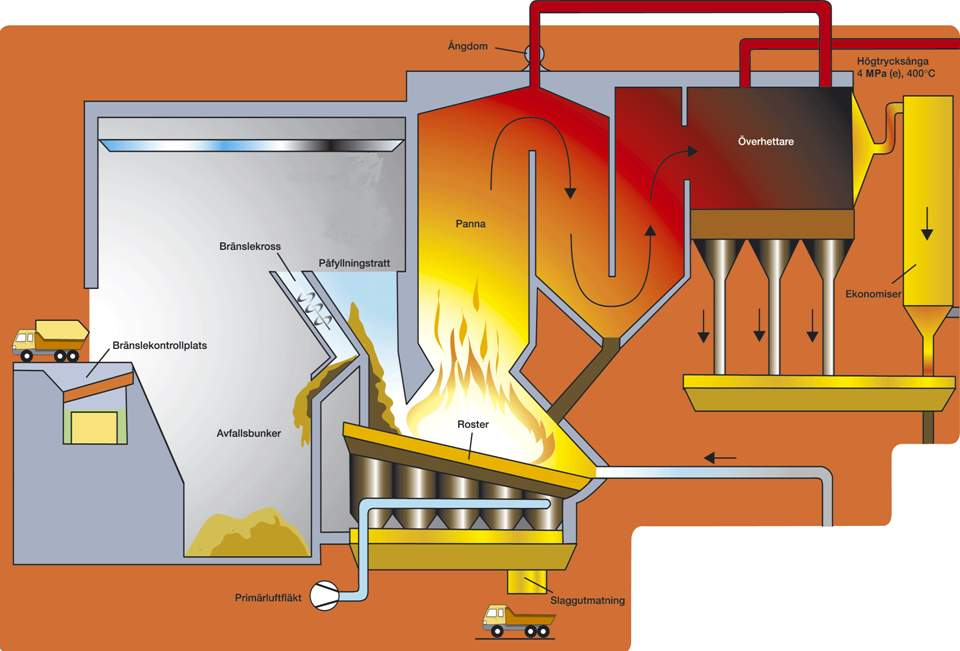 Ångdom
Högtrycksånga
4 MPa (e), 400°C
Överhettare
Panna
Bränslekross
Påfyllningstratt
Ekonomiser
Bränslekontrollplats
Avfallsbunker
Roster
Primärluftfläkt
Slaggutmatning